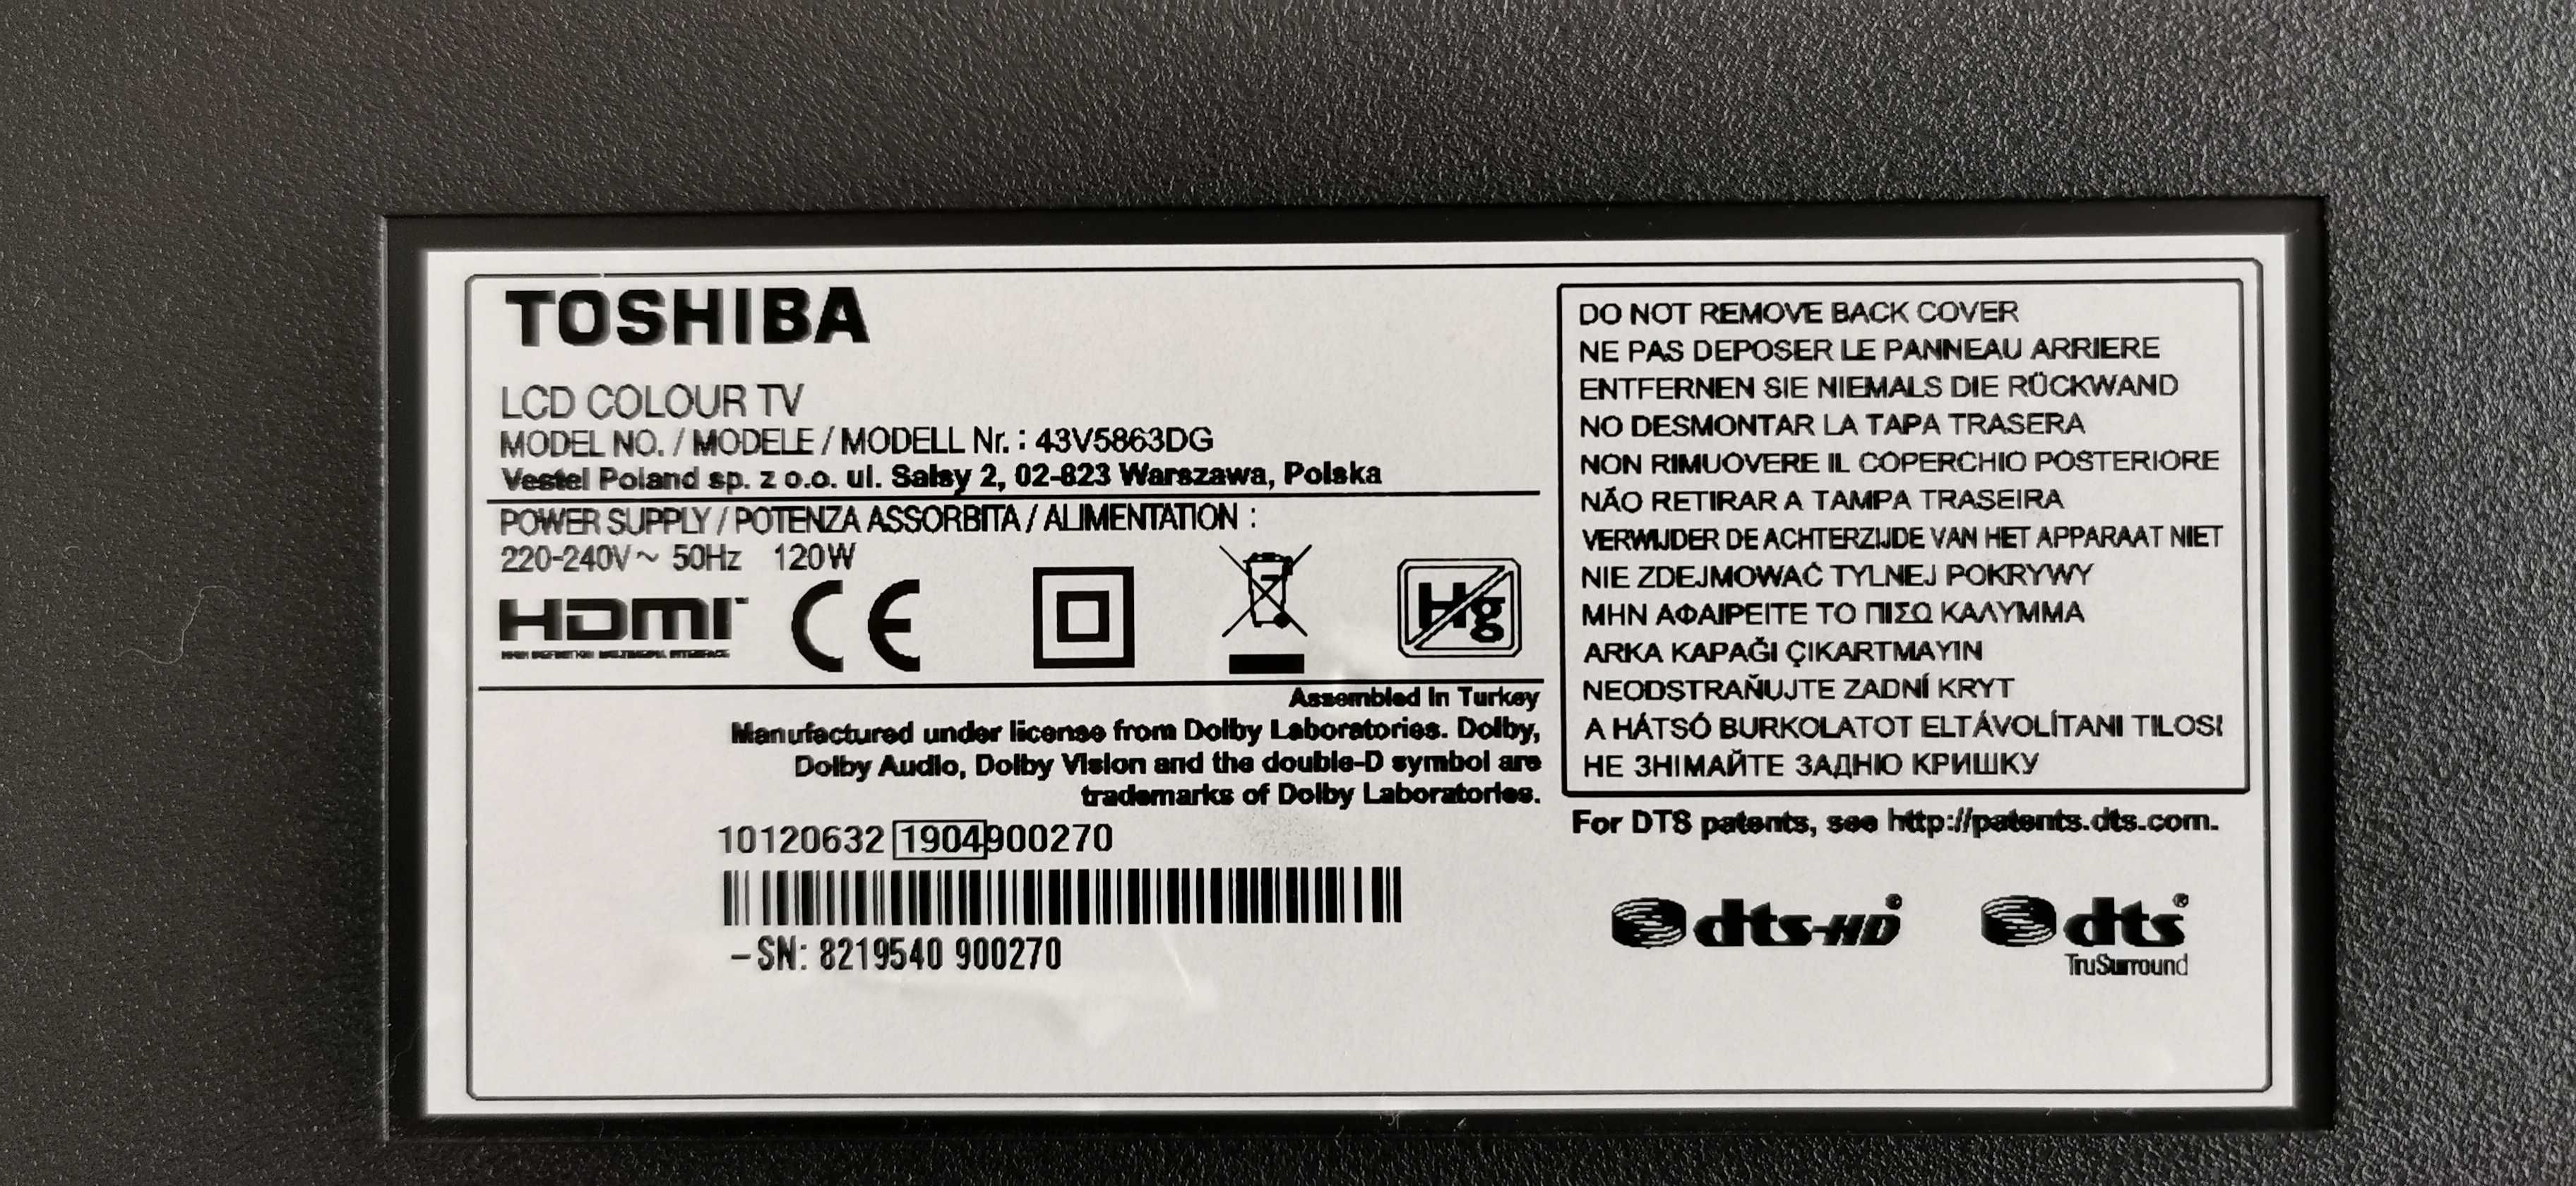 TOSHIBA
LCD COLOUR TV
MODEL NO. / MODELE / MODELL Nr. : 43V5863DG
Vestel Poland sp. z o.o. ul. Salsy 2, 02-823 Warszawa, Polska
POWER SUPPLY / POTENZA ASSORBITA / ALIMENTATION :
220-240V ~ 50Hz 120W
HDMI
HIGH DEFINITION MULTIMEDIA INTERFACE
CE
Hg
Assembled in Turkey
Manufactured under license from Dolby Laboratories. Dolby,
Dolby Audio, Dolby Vision and the double-D symbol are
trademarks of Dolby Laboratories.
10120632 1904 900270
–SN: 8219540 900270
DO NOT REMOVE BACK COVER
NE PAS DEPOSER LE PANNEAU ARRIERE
ENTFERNEN SIE NIEMALS DIE RÜCKWAND
NO DESMONTAR LA TAPA TRASERA
NON RIMUOVERE IL COPERCHIO POSTERIORE
NÃO RETIRAR A TAMPA TRASEIRA
VERWIJDER DE ACHTERZIJDE VAN HET APPARAAT NIET
NIE ZDEJMOWAĆ TYLNEJ POKRYWY
ΜΗΝ ΑΦΑΙΡΕΙΤΕ ΤΟ ΠΙΣΩ ΚΑΛΥΜΜΑ
ARKA KAPAĞI ÇIKARTMAYIN
NEODSTRAŇUJTE ZADNÍ KRYT
A HÁTSÓ BURKOLATOT ELTÁVOLÍTANI TILOS!
НЕ ЗНІМАЙТЕ ЗАДНЮ КРИШКУ
For DTS patents, see http://patents.dts.com.
dts-HD®
dts®
TruSurround